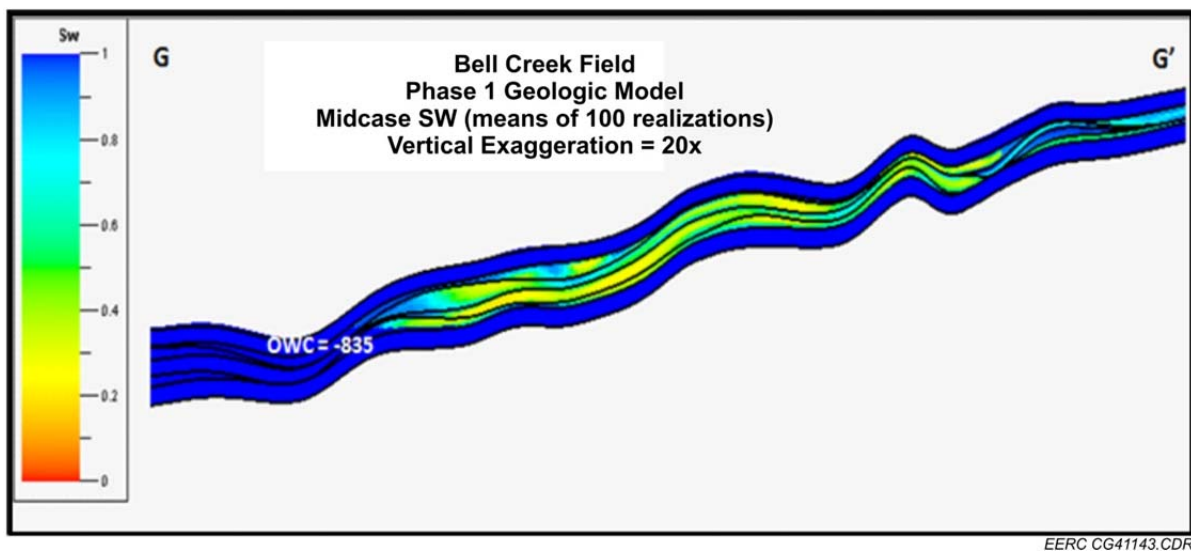 Sw
1
0.8
0.6
0.4
0.2
0
G
Bell Creek Field
Phase 1 Geologic Model
Midcase SW (means of 100 realizations)
Vertical Exaggeration = 20x
G'
OWC = -835
EERC CG41143.CDR